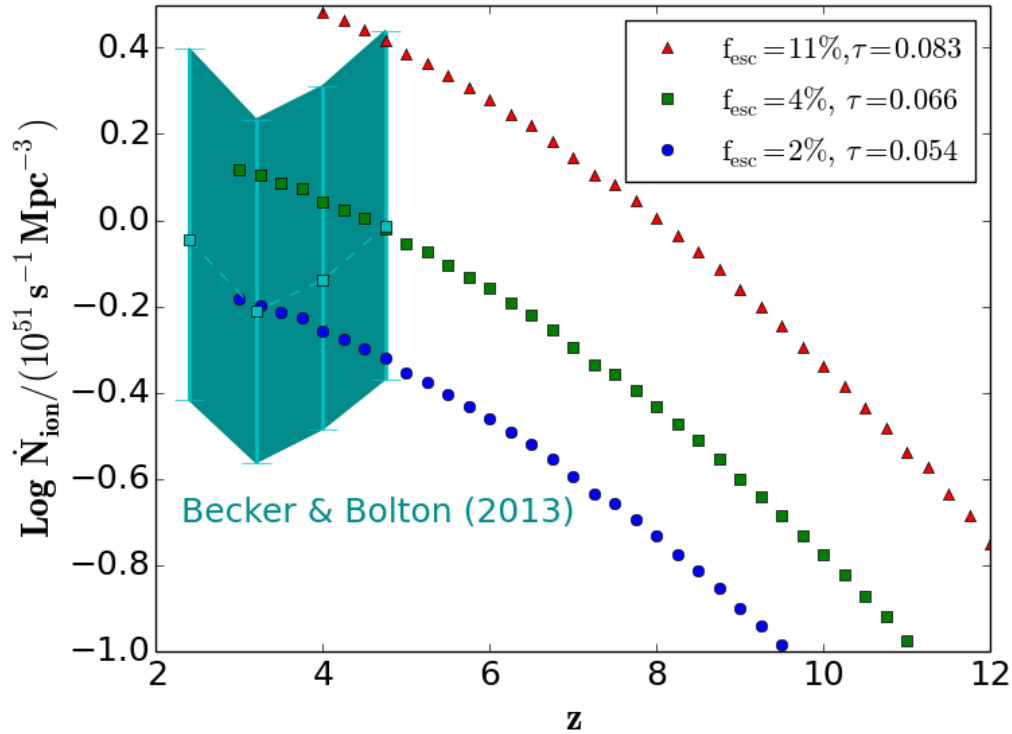 Log Ṅ_ion/(10^51 s^−1 Mpc^−3)
0.4
0.2
0.0
−0.2
−0.4
−0.6
−0.8
−1.0
f_esc=11%,τ=0.083
f_esc=4%, τ=0.066
f_esc=2%, τ=0.054
Becker & Bolton (2013)
2 4 6 8 10 12
z